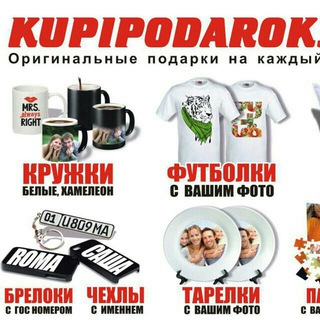 KUPIPODAROK.
Оригинальные подарки на каждый
MRS.
always
RIGHT
КРУЖКИ
БЕЛЫЕ, ХАМЕЛЕОН
ФУТБОЛКИ
С ВАШИМ ФОТО
01 U809MA
ROMA
САША
БРЕЛОКИ
С ГОС НОМЕРОМ
ЧЕХЛЫ
С ИМЕННЕМ
ТАРЕЛКИ
С ВАШИМ ФОТО